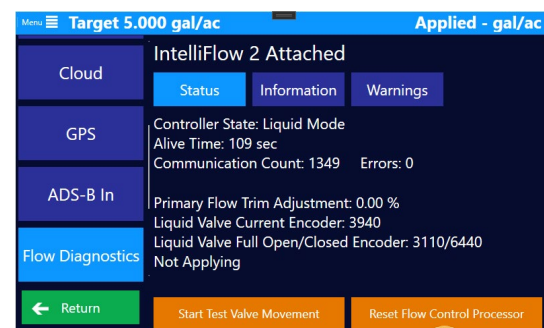 Menu Target 5.000 gal/ac Applied - gal/ac
IntelliFlow 2 Attached
Cloud
Status Information Warnings
GPS
Controller State: Liquid Mode
Alive Time: 109 sec
Communication Count: 1349 Errors: 0
ADS-B In
Primary Flow Trim Adjustment: 0.00 %
Liquid Valve Current Encoder: 3940
Flow Diagnostics
Liquid Valve Full Open/Closed Encoder: 3110/6440
Not Applying
Return
Start Test Valve Movement Reset Flow Control Processor